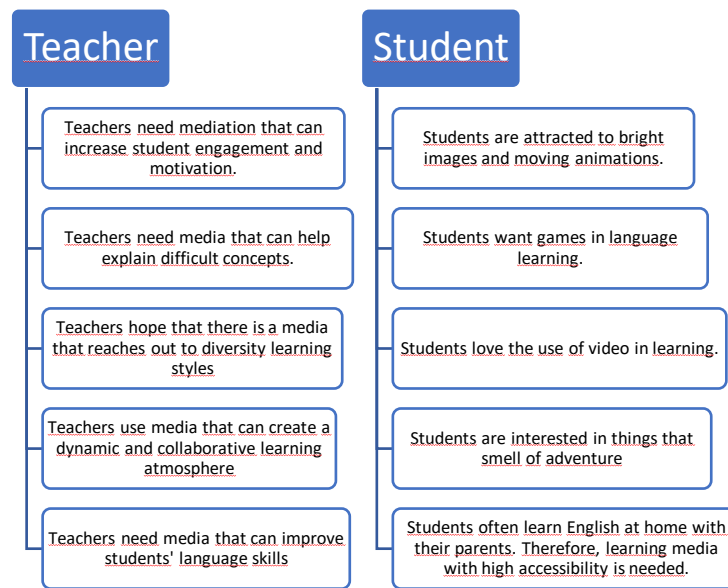 Teacher
Teachers need mediation that can
increase student engagement and
motivation.
Teachers need media that can help
explain difficult concepts.
Teachers hope that there is a media
that reaches out to diversity learning
styles
Teachers use media that can create a
dynamic and collaborative learning
atmosphere
Teachers need media that can improve
students' language skills
Student
Students are attracted to bright
images and moving animations.
Students want games in language
learning.
Students love the use of video in learning.
Students are interested in things that
smell of adventure
Students often learn English at home with
their parents. Therefore, learning media
with high accessibility is needed.